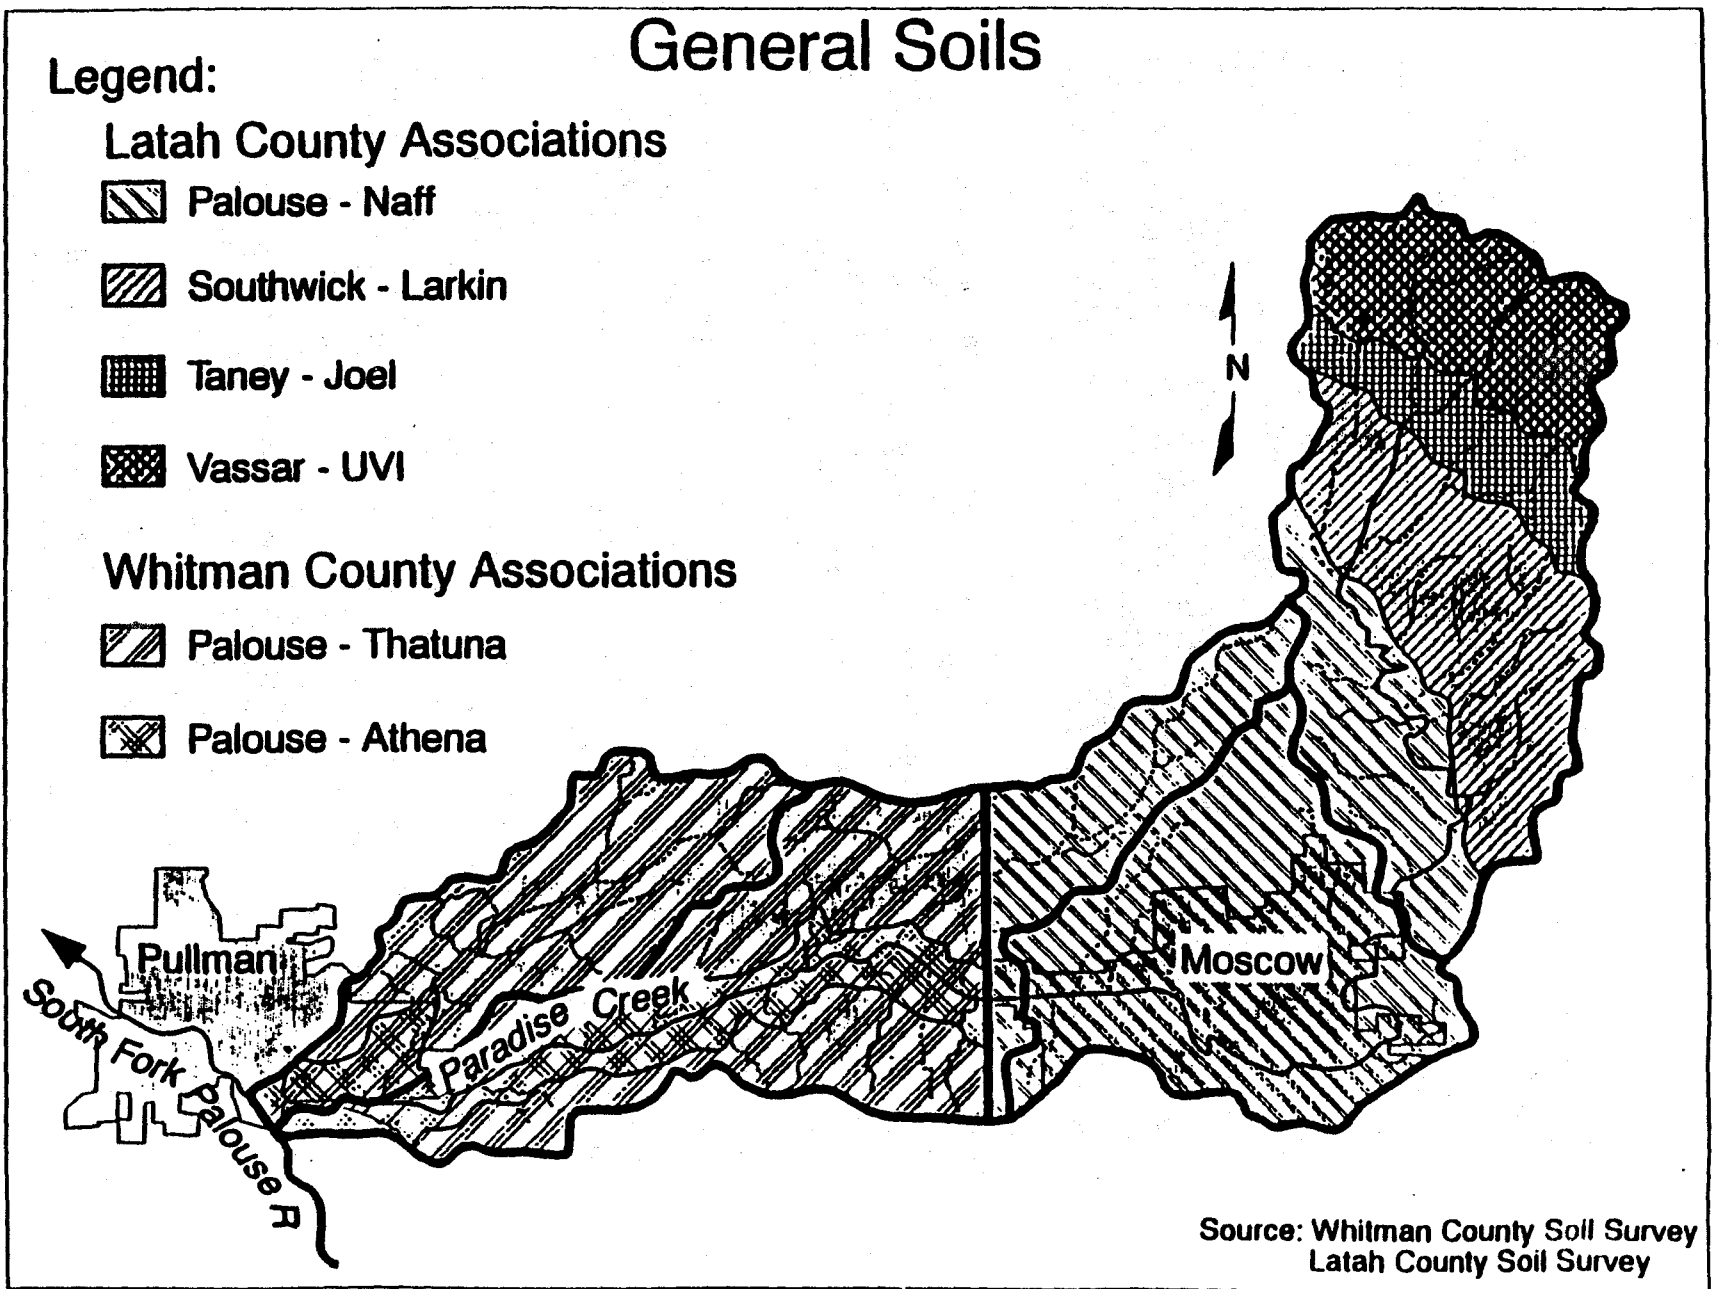 General Soils
Legend:
Latah County Associations
Palouse - Naff
Southwick - Larkin
Taney - Joel
Vassar - UVI
Whitman County Associations
Palouse - Thatuna
Palouse - Athena
N
Pullman
Moscow
Paradise Creek
South Fork Palouse R
Source: Whitman County Soil Survey
Latah County Soil Survey